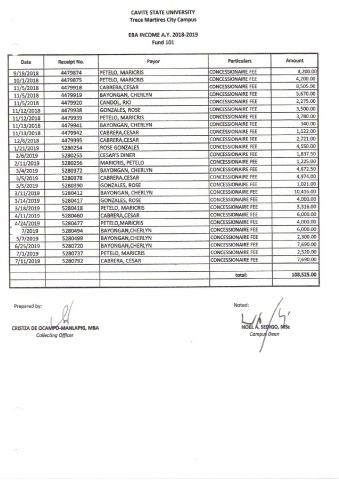 CAVITE STATE UNIVERSITY
Trece Martires City Campus
EBA INCOME A.Y. 2018-2019
Fund 101
Date Receipt No. Payor Particulars Amount
9/19/2018 4479874 PETELO, MARICRIS CONCESSIONAIRE FEE 4,200.00
10/1/2018 4479875 PETELO, MARICRIS CONCESSIONAIRE FEE 4,200.00
11/5/2018 4479918 CABRERA,CESAR CONCESSIONAIRE FEE 8,505.00
11/5/2018 4479919 BAYONGAN, CHERLYN CONCESSIONAIRE FEE 5,670.00
11/5/2018 4479920 CANDOL, RIO CONCESSIONAIRE FEE 2,275.00
11/12/2018 4479938 GONZALES, ROSE CONCESSIONAIRE FEE 3,500.00
11/12/2018 4479939 PETELO, MARICRIS CONCESSIONAIRE FEE 3,780.00
11/13/2018 4479941 BAYONGAN, CHERLYN CONCESSIONAIRE FEE 540.00
11/13/2018 4479942 CABRERA,CESAR CONCESSIONAIRE FEE 1,122.00
12/6/2018 4479995 CABRERA,CESAR CONCESSIONAIRE FEE 2,721.00
1/21/2019 5280253 ROSE GONZALES CONCESSIONAIRE FEE 4,550.00
2/6/2019 5280255 CESAR'S DINER CONCESSIONAIRE FEE 1,837.50
2/11/2019 5280256 MARICRIS, PETELO CONCESSIONAIRE FEE 1,225.00
3/4/2019 5280372 BAYONGAN, CHERLYN CONCESSIONAIRE FEE 4,972.50
3/5/2019 5280378 CABRERA,CESAR CONCESSIONAIRE FEE 4,974.00
3/5/2019 5280390 GONZALES, ROSE CONCESSIONAIRE FEE 1,021.00
3/11/2019 5280412 BAYONGAN, CHERLYN CONCESSIONAIRE FEE 10,416.00
3/14/2019 5280417 GONZALES, ROSE CONCESSIONAIRE FEE 4,000.00
3/18/2019 5280418 PETELO, MARICRIS CONCESSIONAIRE FEE 3,316.00
4/11/2019 5280460 CABRERA,CESAR CONCESSIONAIRE FEE 6,000.00
4/26/2019 5280477 PETELO,MARICRIS CONCESSIONAIRE FEE 4,000.00
/7/2019 5280494 BAYONGAN,CHERLYN CONCESSIONAIRE FEE 6,000.00
5/7/2019 5280499 BAYONGAN,CHERLYN CONCESSIONAIRE FEE 2,300.00
6/25/2019 5280720 BAYONGAN,CHERLYN CONCESSIONAIRE FEE 7,690.00
7/1/2019 5280737 PETELO, MARICRIS CONCESSIONAIRE FEE 2,520.00
7/11/2019 5280792 CABRERA, CESAR CONCESSIONAIRE FEE 7,690.00
total: 108,525.00
Prepared by: Noted:
CRISTEA DE OCAMPO-MANLAPIG, MBA NOEL A. SEDIGO, MSc
Collecting Officer Campus Dean